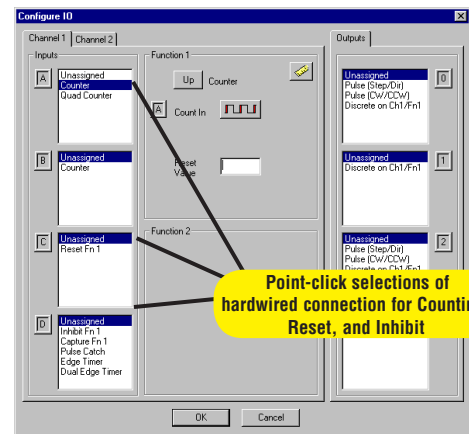 Configure IO
Channel 1
Channel 2
Inputs
A
Unassigned
Counter
Quad Counter
B
Unassigned
Counter
C
Unassigned
Reset Fn 1
D
Unassigned
Inhibit Fn 1
Capture Fn 1
Pulse Catch
Edge Timer
Dual Edge Timer
Function 1
Up
Counter
A
Count In
Reset
Value
Function 2
Outputs
Unassigned
Pulse (Step/Dir)
Pulse (CW/CCW)
Discrete on Ch1/Fn1
0
Unassigned
Discrete on Ch1/Fn1
1
Unassigned
Pulse (Step/Dir)
Pulse (CW/CCW)
Discrete on Ch1/Fn1
2
Point-click selections of
hardwired connection for Countin
Reset, and Inhibit
OK
Cancel